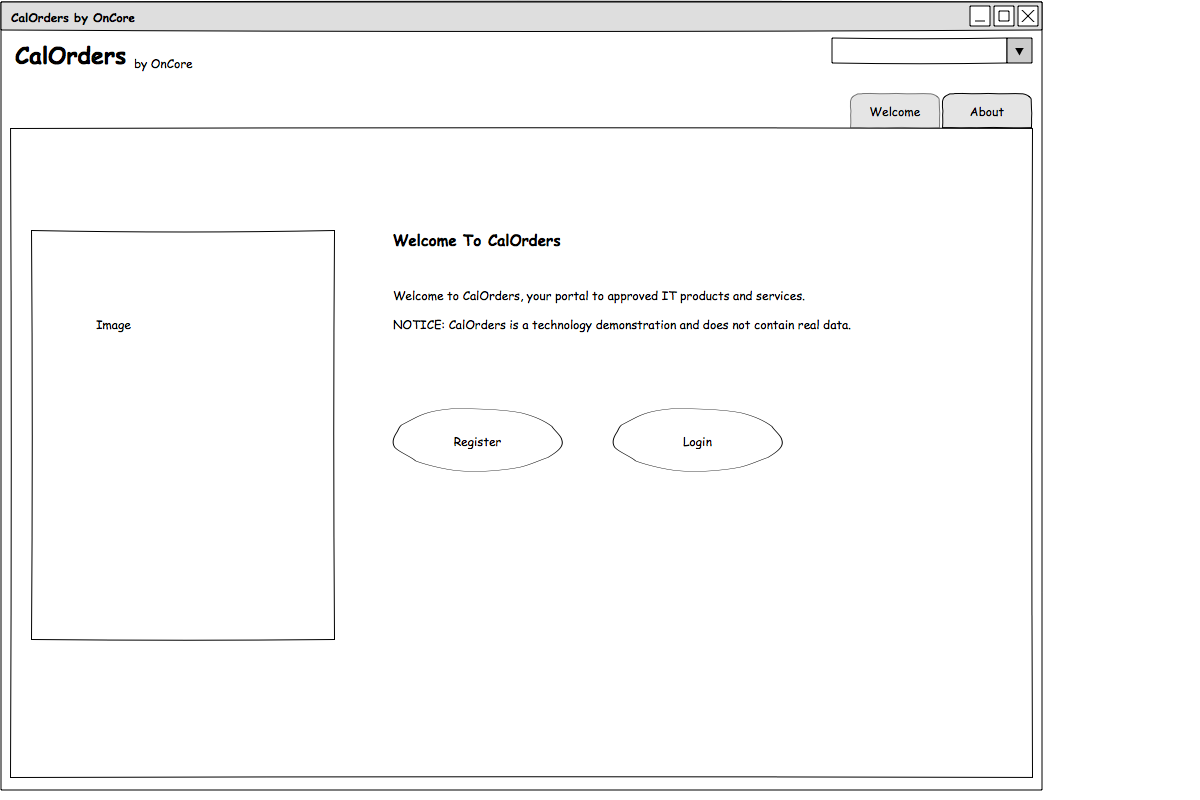 CalOrders by OnCore
CalOrders by OnCore
Welcome About
Welcome To CalOrders
Welcome to CalOrders, your portal to approved IT products and services.
Image
NOTICE: CalOrders is a technology demonstration and does not contain real data.
Register Login